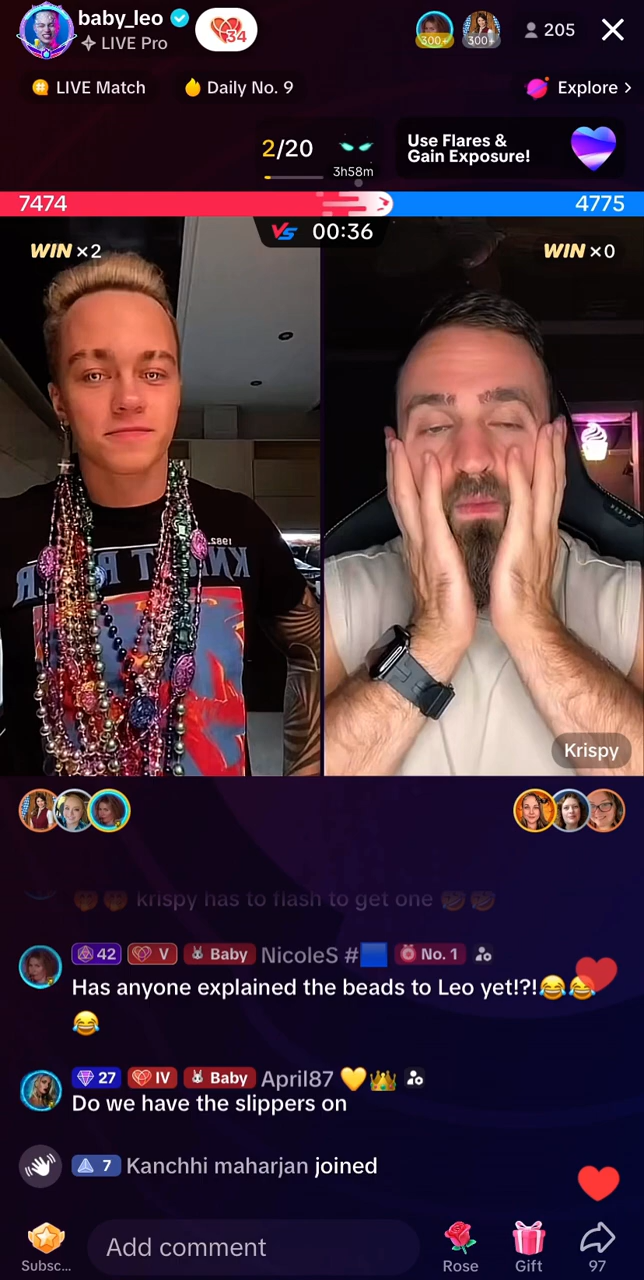 baby_leo
LIVE Pro
34
300+
300+
205
LIVE Match
Daily No. 9
Explore >
2/20
3h58m
Use Flares &
Gain Exposure!
7474
4775
VS 00:36
WIN ×2
WIN ×0
1982
KNIGHT R
Krispy
krispy has to flash to get one
42 V Baby NicoleS # No. 1
Has anyone explained the beads to Leo yet!?!😂😂
😂
27 IV Baby April87 💛👑
Do we have the slippers on
7 Kanchhi maharjan joined
Subsc...
Add comment
Rose
Gift
97